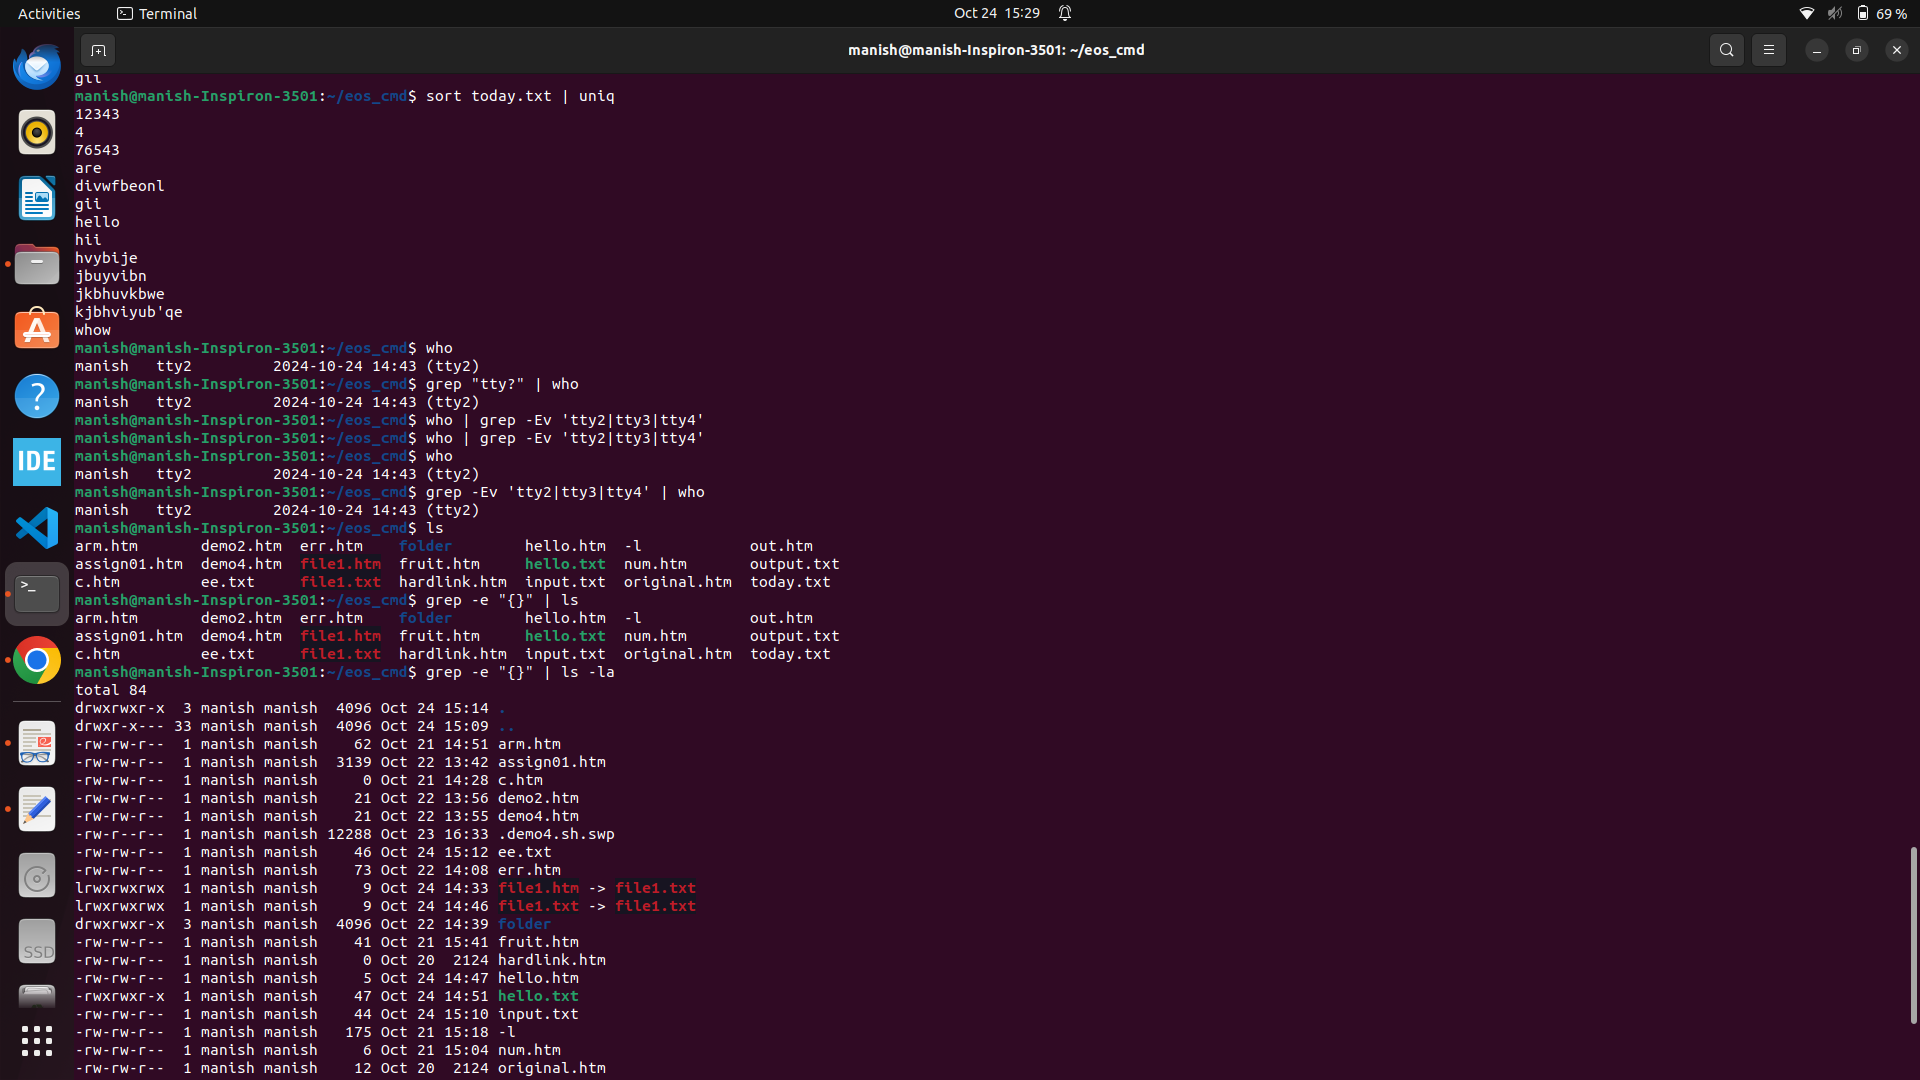 Activities Terminal Oct 24 15:29 69 %
manish@manish-Inspiron-3501: ~/eos_cmd
gii
manish@manish-Inspiron-3501:~/eos_cmd$ sort today.txt | uniq
12343
4
76543
are
divwfbeonl
gii
hello
hii
hvybije
jbuyvibn
jkbhuvkbwe
kjbhviyub'qe
whow
manish@manish-Inspiron-3501:~/eos_cmd$ who
manish   tty2         2024-10-24 14:43 (tty2)
manish@manish-Inspiron-3501:~/eos_cmd$ grep "tty?" | who
manish   tty2         2024-10-24 14:43 (tty2)
manish@manish-Inspiron-3501:~/eos_cmd$ who | grep -Ev 'tty2|tty3|tty4'
manish@manish-Inspiron-3501:~/eos_cmd$ who | grep -Ev 'tty2|tty3|tty4'
manish@manish-Inspiron-3501:~/eos_cmd$ who
manish   tty2         2024-10-24 14:43 (tty2)
manish@manish-Inspiron-3501:~/eos_cmd$ grep -Ev 'tty2|tty3|tty4' | who
manish   tty2         2024-10-24 14:43 (tty2)
manish@manish-Inspiron-3501:~/eos_cmd$ ls
arm.htm       demo2.htm  err.htm    folder        hello.htm  -l            out.htm
assign01.htm  demo4.htm  file1.htm  fruit.htm     hello.txt  num.htm       output.txt
c.htm         ee.txt     file1.txt  hardlink.htm  input.txt  original.htm  today.txt
manish@manish-Inspiron-3501:~/eos_cmd$ grep -e "{}" | ls
arm.htm       demo2.htm  err.htm    folder        hello.htm  -l            out.htm
assign01.htm  demo4.htm  file1.htm  fruit.htm     hello.txt  num.htm       output.txt
c.htm         ee.txt     file1.txt  hardlink.htm  input.txt  original.htm  today.txt
manish@manish-Inspiron-3501:~/eos_cmd$ grep -e "{}" | ls -la
total 84
drwxrwxr-x  3 manish manish  4096 Oct 24 15:14 .
drwxr-x--- 33 manish manish  4096 Oct 24 15:09 ..
-rw-rw-r--  1 manish manish    62 Oct 21 14:51 arm.htm
-rw-rw-r--  1 manish manish  3139 Oct 22 13:42 assign01.htm
-rw-rw-r--  1 manish manish     0 Oct 21 14:28 c.htm
-rw-rw-r--  1 manish manish    21 Oct 22 13:56 demo2.htm
-rw-rw-r--  1 manish manish    21 Oct 22 13:55 demo4.htm
-rw-r--r--  1 manish manish 12288 Oct 23 16:33 .demo4.sh.swp
-rw-rw-r--  1 manish manish    46 Oct 24 15:12 ee.txt
-rw-rw-r--  1 manish manish    73 Oct 22 14:08 err.htm
lrwxrwxrwx  1 manish manish     9 Oct 24 14:33 file1.htm -> file1.txt
lrwxrwxrwx  1 manish manish     9 Oct 24 14:46 file1.txt -> file1.txt
drwxrwxr-x  3 manish manish  4096 Oct 22 14:39 folder
-rw-rw-r--  1 manish manish    41 Oct 21 15:41 fruit.htm
-rw-rw-r--  1 manish manish     0 Oct 20  2124 hardlink.htm
-rw-rw-r--  1 manish manish     5 Oct 24 14:47 hello.htm
-rwxrwxr-x  1 manish manish    47 Oct 24 14:51 hello.txt
-rw-rw-r--  1 manish manish    44 Oct 24 15:10 input.txt
-rw-rw-r--  1 manish manish   175 Oct 21 15:18 -l
-rw-rw-r--  1 manish manish     6 Oct 21 15:04 num.htm
-rw-rw-r--  1 manish manish    12 Oct 20  2124 original.htm
IDE
SSD